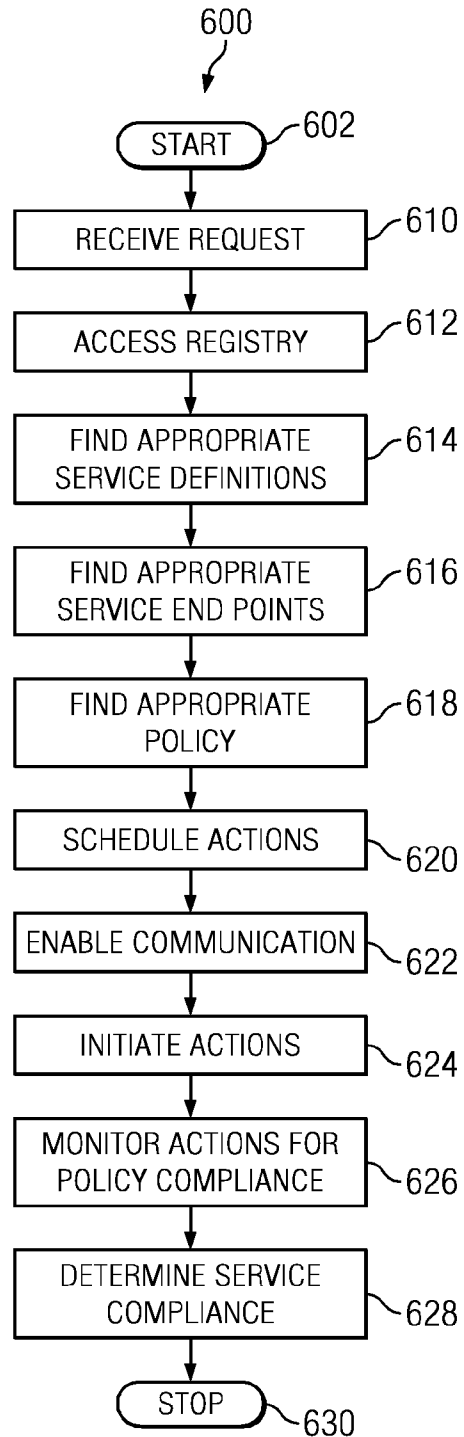 600
START
602
RECEIVE REQUEST
610
ACCESS REGISTRY
612
FIND APPROPRIATE
SERVICE DEFINITIONS
614
FIND APPROPRIATE
SERVICE END POINTS
616
FIND APPROPRIATE
POLICY
618
SCHEDULE ACTIONS
620
ENABLE COMMUNICATION
622
INITIATE ACTIONS
624
MONITOR ACTIONS FOR
POLICY COMPLIANCE
626
DETERMINE SERVICE
COMPLIANCE
628
STOP
630